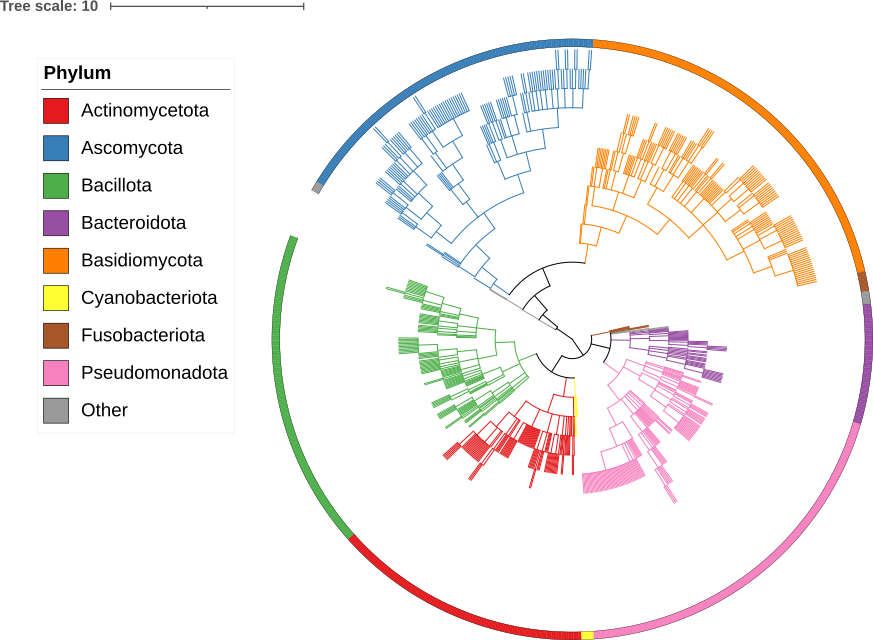 Tree scale: 10
Phylum
Actinomycetota
Ascomycota
Bacillota
Bacteroidota
Basidiomycota
Cyanobacteriota
Fusobacteriota
Pseudomonadota
Other